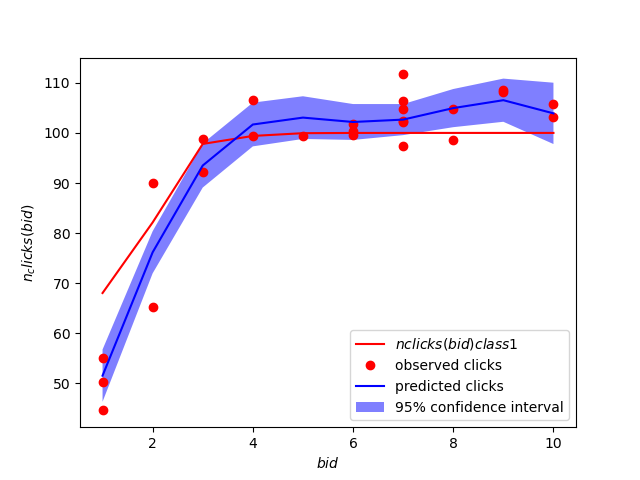 110
100
90
80
70
60
50
n_clicks(bid)
nclicks(bid)class1
observed clicks
predicted clicks
95% confidence interval
2 4 6 8 10
bid